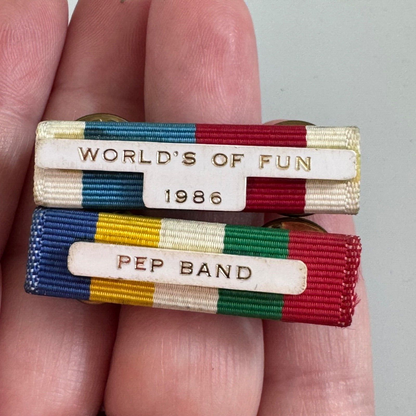 WORLD'S OF FUN
1986
PEP BAND